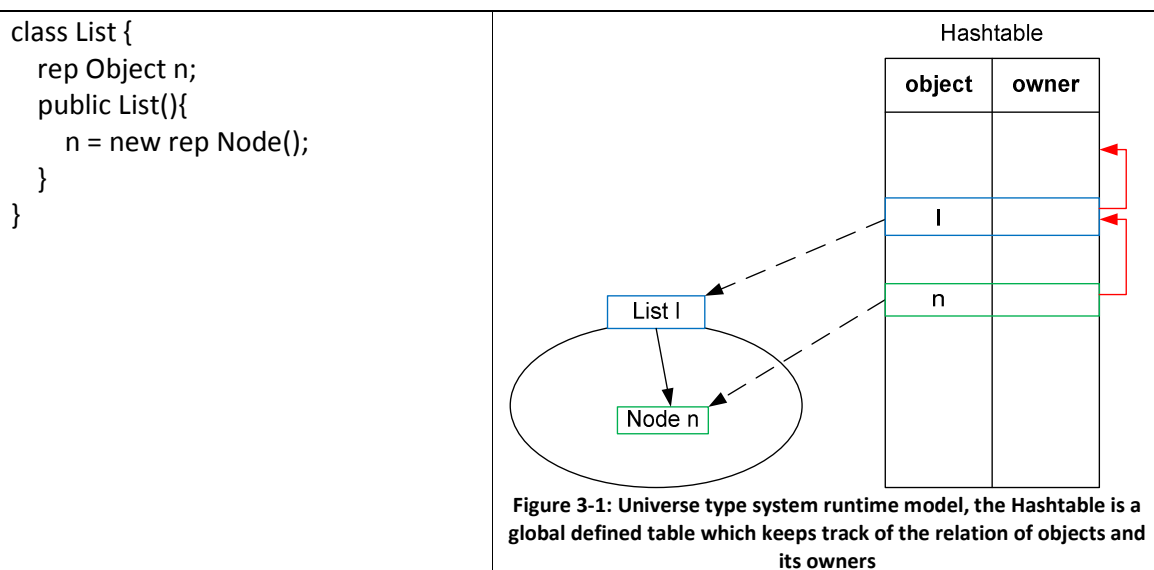 class List {
rep Object n;
public List(){
n = new rep Node();
}
}
Hashtable
object owner
l
n
List l
Node n
Figure 3-1: Universe type system runtime model, the Hashtable is a
global defined table which keeps track of the relation of objects and
its owners